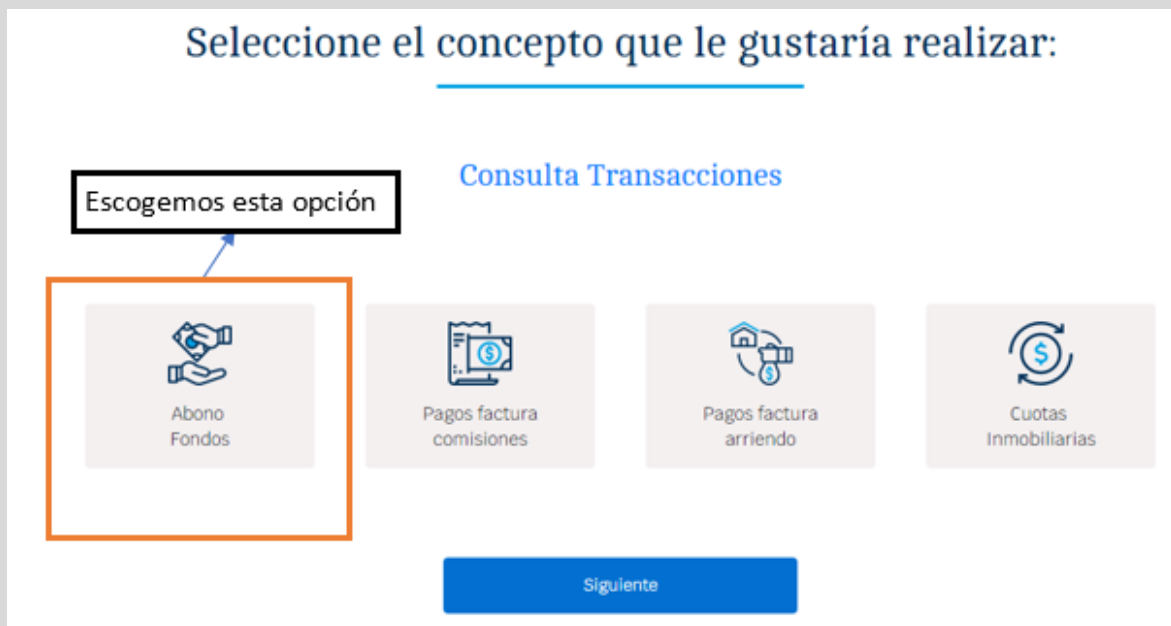 Seleccione el concepto que le gustaría realizar:
Consulta Transacciones
Escogemos esta opción
Abono
Fondos
Pagos factura
comisiones
Pagos factura
arriendo
Cuotas
Inmobiliarias
Siguiente